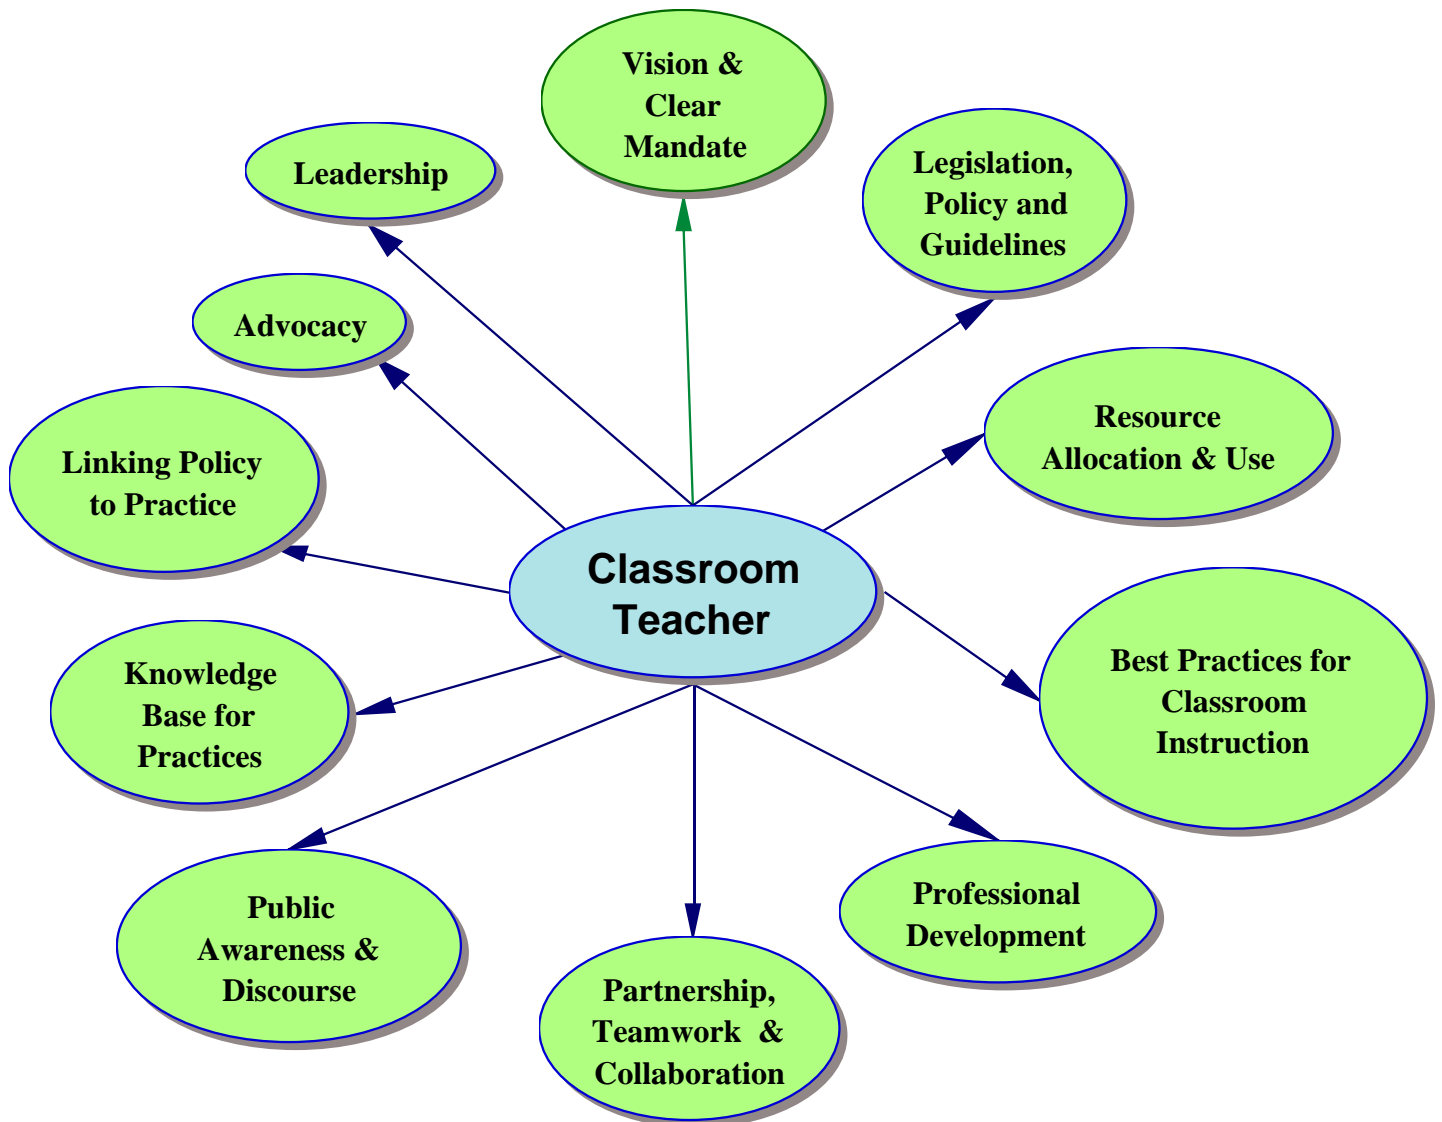 Vision &
Clear
Mandate
Leadership
Legislation,
Policy and
Guidelines
Advocacy
Resource
Allocation & Use
Linking Policy
to Practice
Classroom
Teacher
Knowledge
Base for
Practices
Best Practices for
Classroom
Instruction
Public
Awareness &
Discourse
Professional
Development
Partnership,
Teamwork &
Collaboration